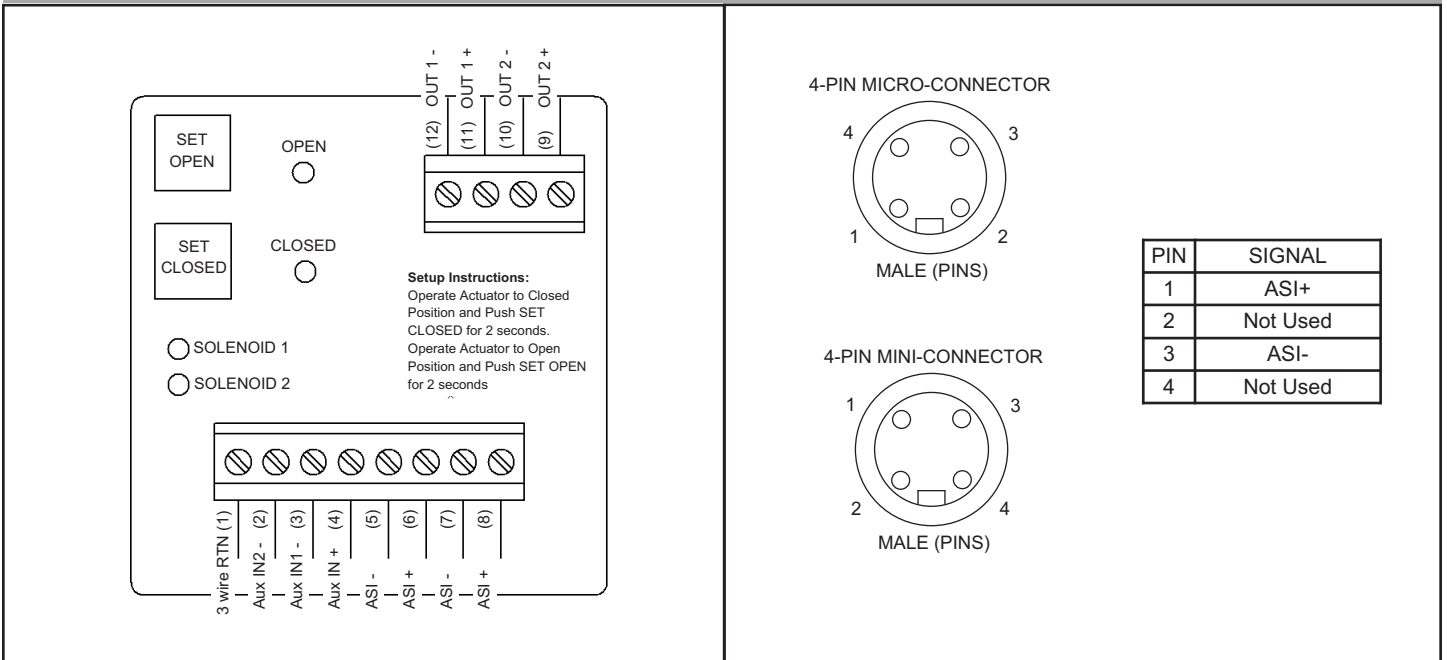 OUT 1 -
OUT 1 +
OUT 2 -
OUT 2 +
(12)
(11)
(10)
(9)
SET
OPEN
OPEN
SET
CLOSED
CLOSED
Setup Instructions:
Operate Actuator to Closed
Position and Push SET
CLOSED for 2 seconds.
Operate Actuator to Open
Position and Push SET OPEN
for 2 seconds
SOLENOID 1
SOLENOID 2
3 wire RTN (1)
Aux IN2 - (2)
Aux IN1 - (3)
Aux IN + (4)
ASI - (5)
ASI + (6)
ASI - (7)
ASI + (8)
4-PIN MICRO-CONNECTOR
4 3
1 2
MALE (PINS)
4-PIN MINI-CONNECTOR
1 3
2 4
MALE (PINS)
PIN SIGNAL
1 ASI+
2 Not Used
3 ASI-
4 Not Used